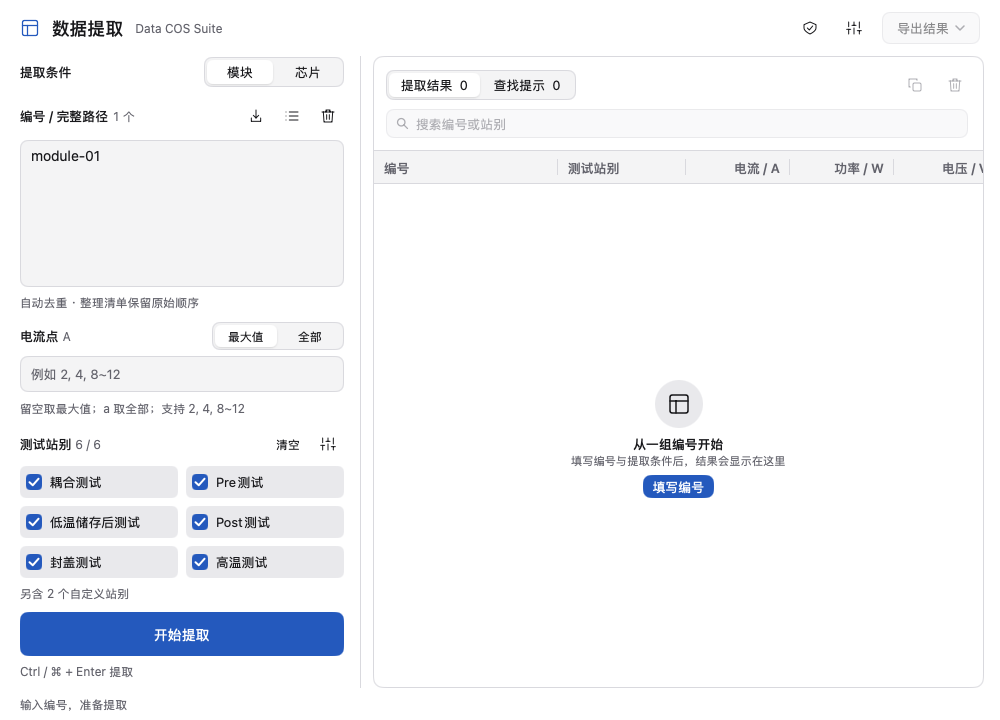 数据提取 Data COS Suite
导出结果
提取条件
模块 芯片
编号 / 完整路径 1 个
module-01
自动去重 · 整理清单保留原始顺序
电流点 A
最大值 全部
例如 2, 4, 8~12
留空取最大值；a 取全部；支持 2, 4, 8~12
测试站别 6 / 6
清空
耦合测试 Pre测试
低温储存后测试 Post测试
封盖测试 高温测试
另含 2 个自定义站别
开始提取
Ctrl / ⌘ + Enter 提取
输入编号，准备提取
提取结果 0 查找提示 0
搜索编号或站别
编号 测试站别 电流 / A 功率 / W 电压 / V
从一组编号开始
填写编号与提取条件后，结果会显示在这里
填写编号